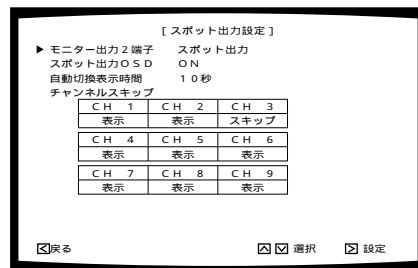 [スポット出力設定]
▶ モニター出力2端子 スポット出力
スポット出力OSD ON
自動切換表示時間 10秒
チャンネルスキップ
CH 1 CH 2 CH 3
表示 表示 スキップ
CH 4 CH 5 CH 6
表示 表示 表示
CH 7 CH 8 CH 9
表示 表示 表示
<戻る ∧∨ 選択 > 設定